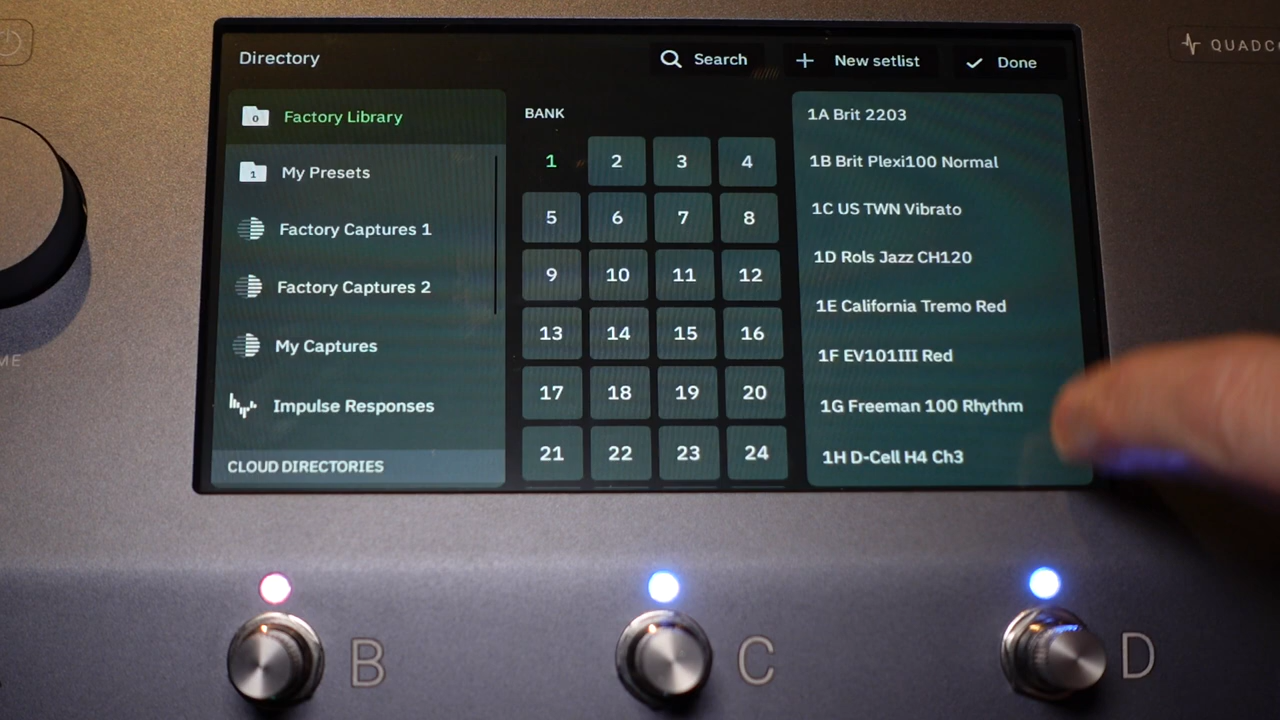 Directory
Search
New setlist
Done
0
Factory Library
1
My Presets
Factory Captures 1
Factory Captures 2
My Captures
Impulse Responses
CLOUD DIRECTORIES
BANK
1 2 3 4
5 6 7 8
9 10 11 12
13 14 15 16
17 18 19 20
21 22 23 24
1A Brit 2203
1B Brit Plexi100 Normal
1C US TWN Vibrato
1D Rols Jazz CH120
1E California Tremo Red
1F EV101III Red
1G Freeman 100 Rhythm
1H D-Cell H4 Ch3
B
C
D